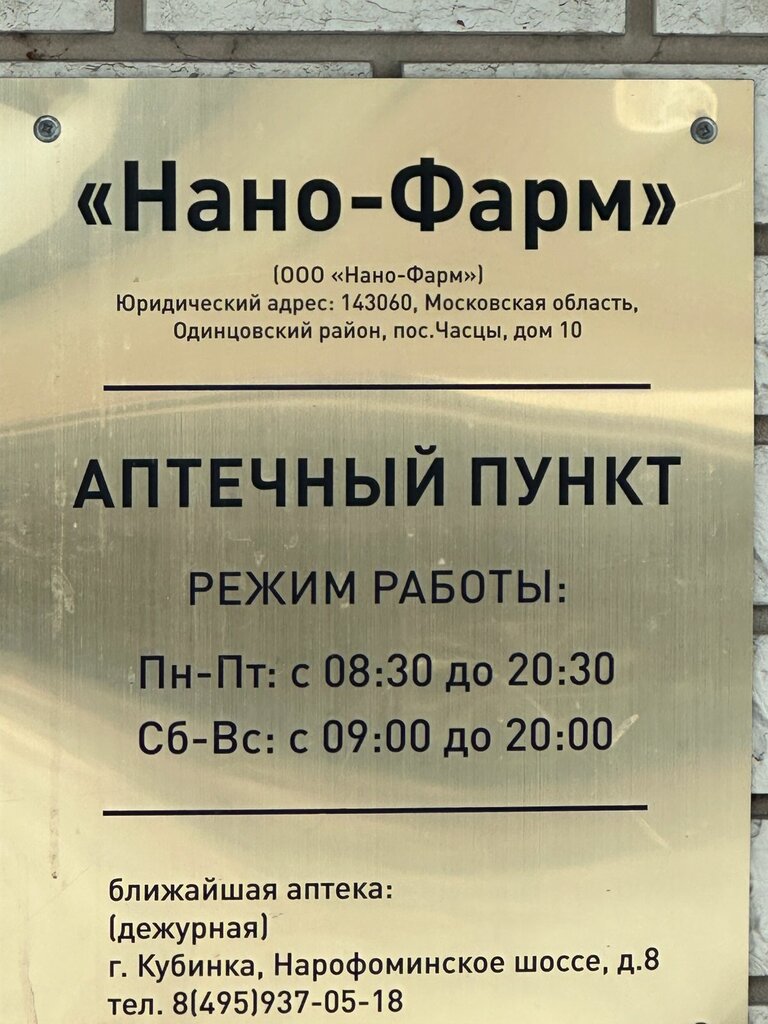 «Нано-Фарм»
(ООО «Нано-Фарм»)
Юридический адрес: 143060, Московская область,
Одинцовский район, пос.Часцы, дом 10
АПТЕЧНЫЙ ПУНКТ
РЕЖИМ РАБОТЫ:
Пн-Пт: с 08:30 до 20:30
Сб-Вс: с 09:00 до 20:00
ближайшая аптека:
(дежурная)
г. Кубинка, Нарофоминское шоссе, д.8
тел. 8(495)937-05-18